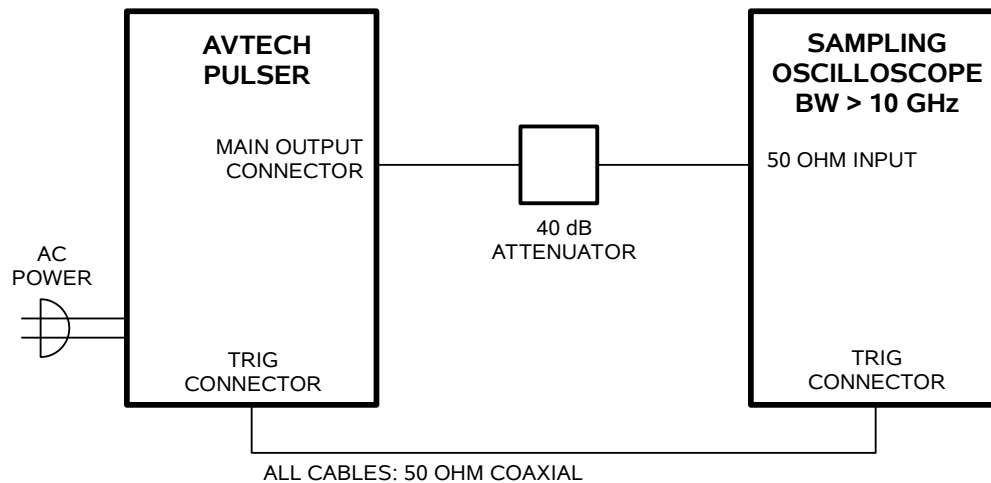 AVTECH
PULSER
MAIN OUTPUT
CONNECTOR
AC
POWER
TRIG
CONNECTOR
40 dB
ATTENUATOR
SAMPLING
OSCILLOSCOPE
BW > 10 GHz
50 OHM INPUT
TRIG
CONNECTOR
ALL CABLES: 50 OHM COAXIAL